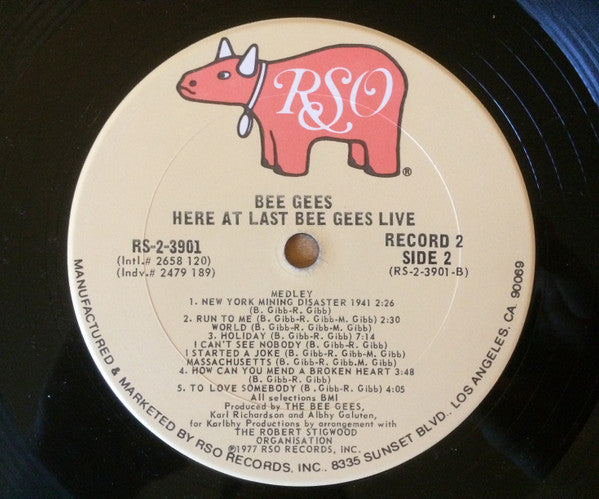 RSO
BEE GEES
HERE AT LAST BEE GEES LIVE
RS-2-3901
(Intl.# 2658 120)
(Indv.# 2479 189)
RECORD 2
SIDE 2
(RS-2-3901-B)
MEDLEY
1. NEW YORK MINING DISASTER 1941 2:26
(B. Gibb-R. Gibb)
2. RUN TO ME (B. Gibb-R. Gibb-M. Gibb) 2:30
WORLD (B. Gibb-R. Gibb-M. Gibb)
3. HOLIDAY (B. Gibb-R. Gibb) 7:14
I CAN'T SEE NOBODY (B. Gibb-R. Gibb)
I STARTED A JOKE (B. Gibb-R. Gibb-M. Gibb)
MASSACHUSETTS (B. Gibb-R. Gibb-M. Gibb)
4. HOW CAN YOU MEND A BROKEN HEART 3:48
(B. Gibb-R. Gibb)
5. TO LOVE SOMEBODY (B. Gibb-R. Gibb) 4:05
All selections BMI
Produced by THE BEE GEES,
Karl Richardson and Albhy Galuten,
for Karlbhy Productions by arrangement with
THE ROBERT STIGWOOD
ORGANISATION
©1977 RSO RECORDS, INC.
MANUFACTURED & MARKETED BY RSO RECORDS, INC.. 8335 SUNSET BLVD.. LOS ANGELES, CA. 90069
®